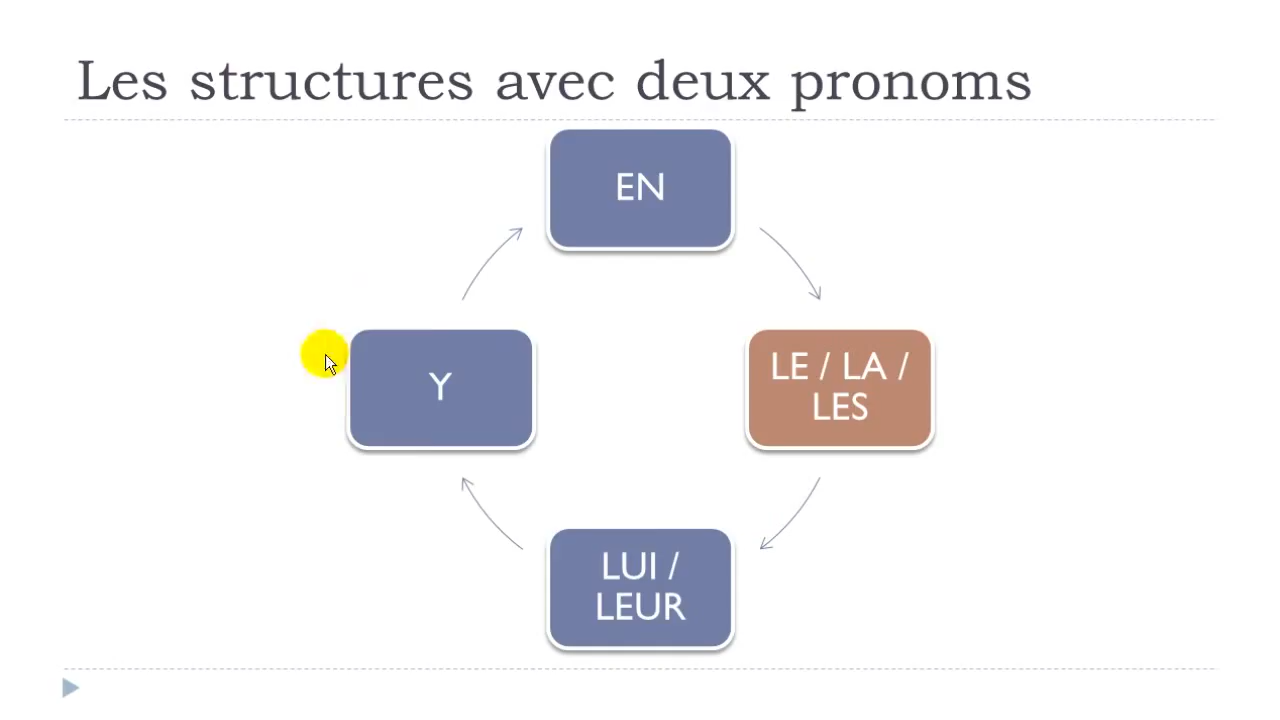 Les structures avec deux pronoms
EN
LE / LA /
LES
LUI /
LEUR
Y